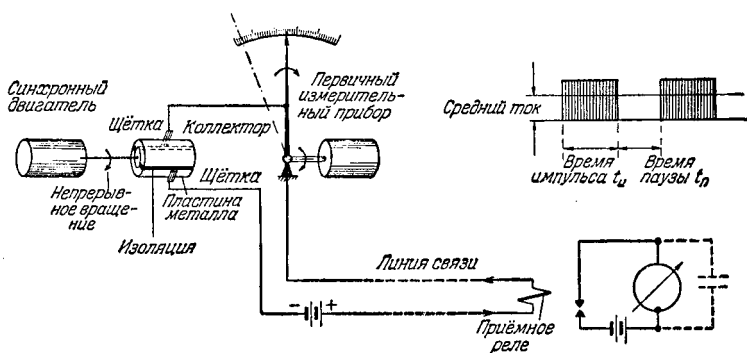 Синхронный
двигатель
Щётка
Коллектор
Первичный
измеритель-
ный прибор
Щётка
Непрерыв-
ное враще-
ние
Пластина
металла
Изоляция
Линия связи
- +
Приёмное
реле
Средний ток
Время
импульса tи
Время
паузы tп